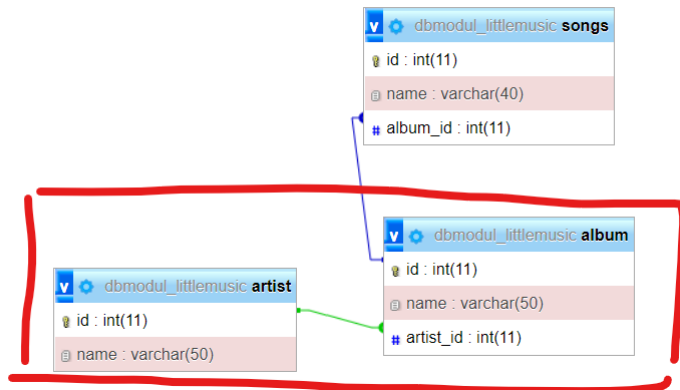 v dbmodul_littlemusic songs
id : int(11)
name : varchar(40)
# album_id : int(11)
v dbmodul_littlemusic album
id : int(11)
name : varchar(50)
# artist_id : int(11)
v dbmodul_littlemusic artist
id : int(11)
name : varchar(50)